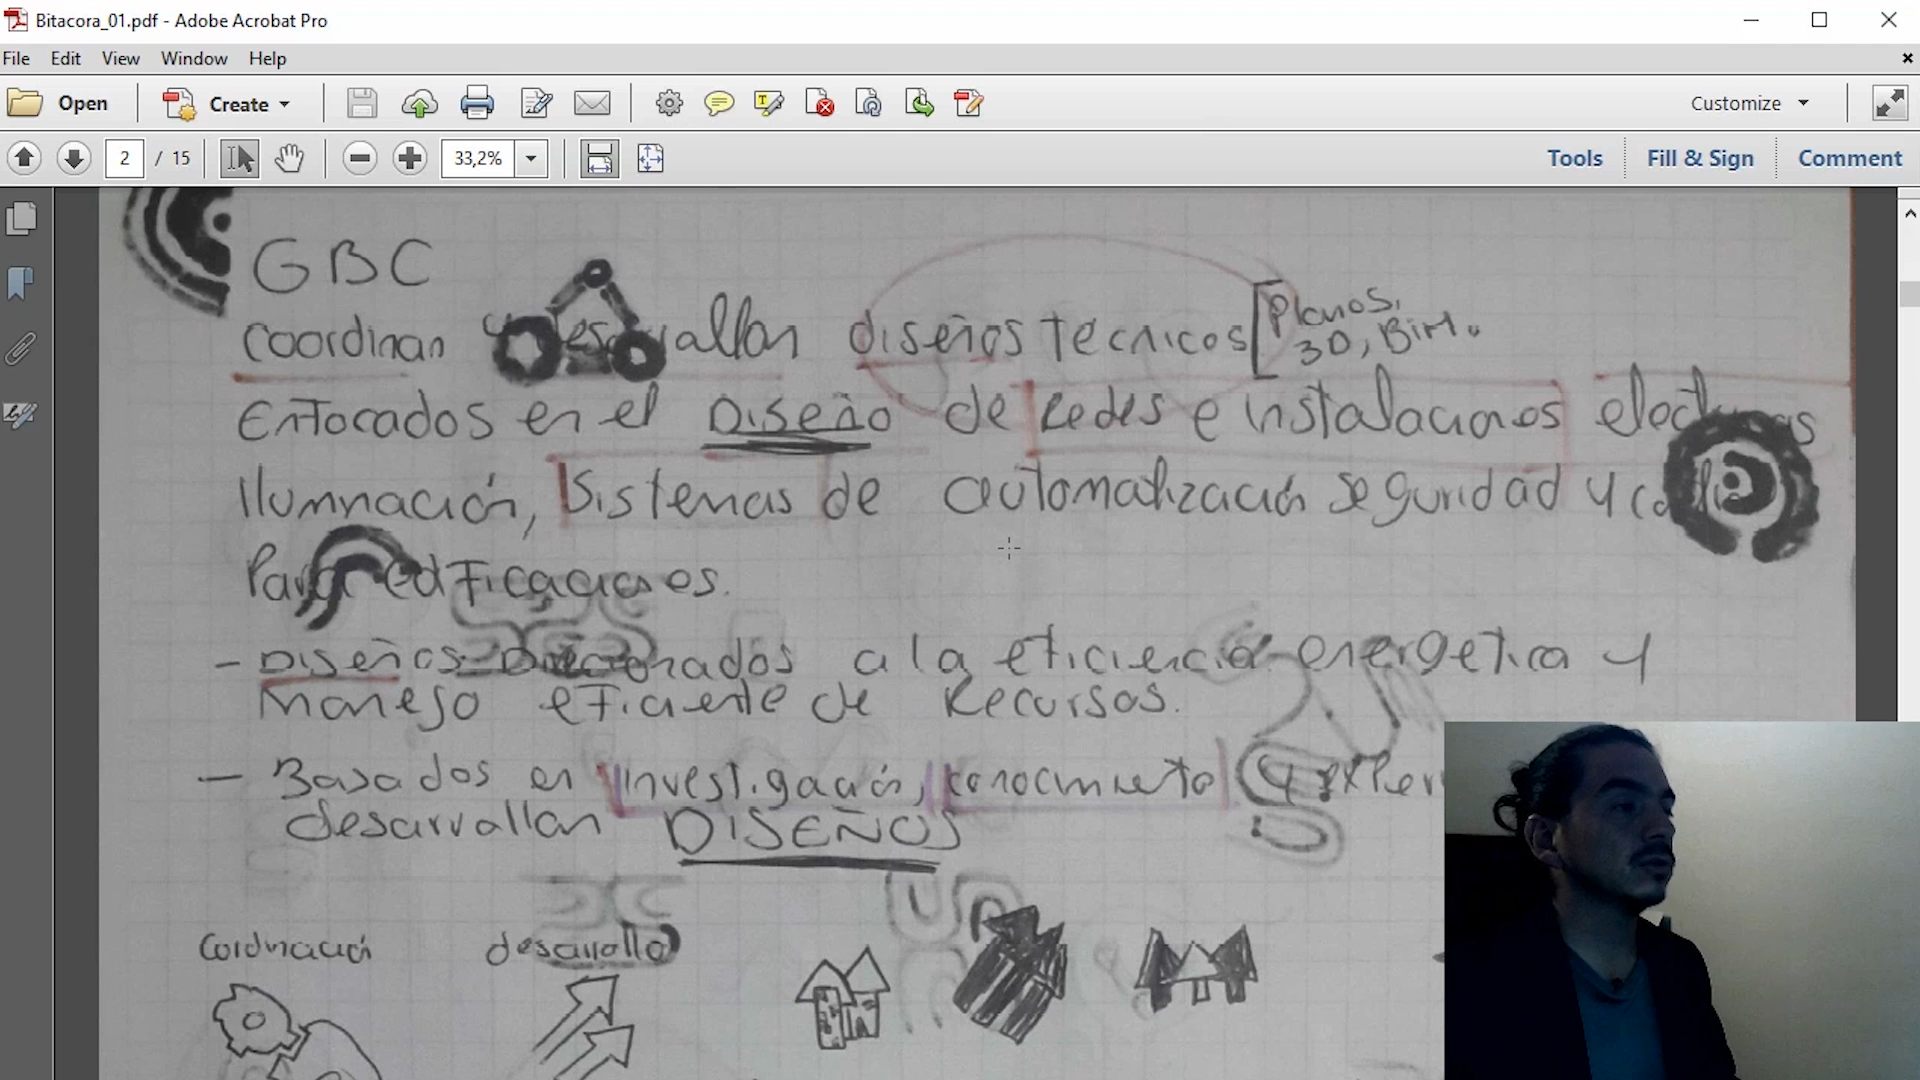 Bitacora_01.pdf - Adobe Acrobat Pro
File Edit View Window Help
Open Create Customize
2 / 15 33,2% Tools Fill & Sign Comment
GBC
Coordinan y desarrollan diseños tecnicos [Planos,
3D, BiM.
Enfocados en el Diseño de Redes e instalaciones electricas
Iluminación, Sistemas de automatización seguridad y
Para edificaciones.
- Diseños Direccionados a la eficiencia energetica y
manejo eficiente de Recursos.
- Basados en investigación, conocimiento y
desarrollan DISEÑOS
Cordinación desarrollo